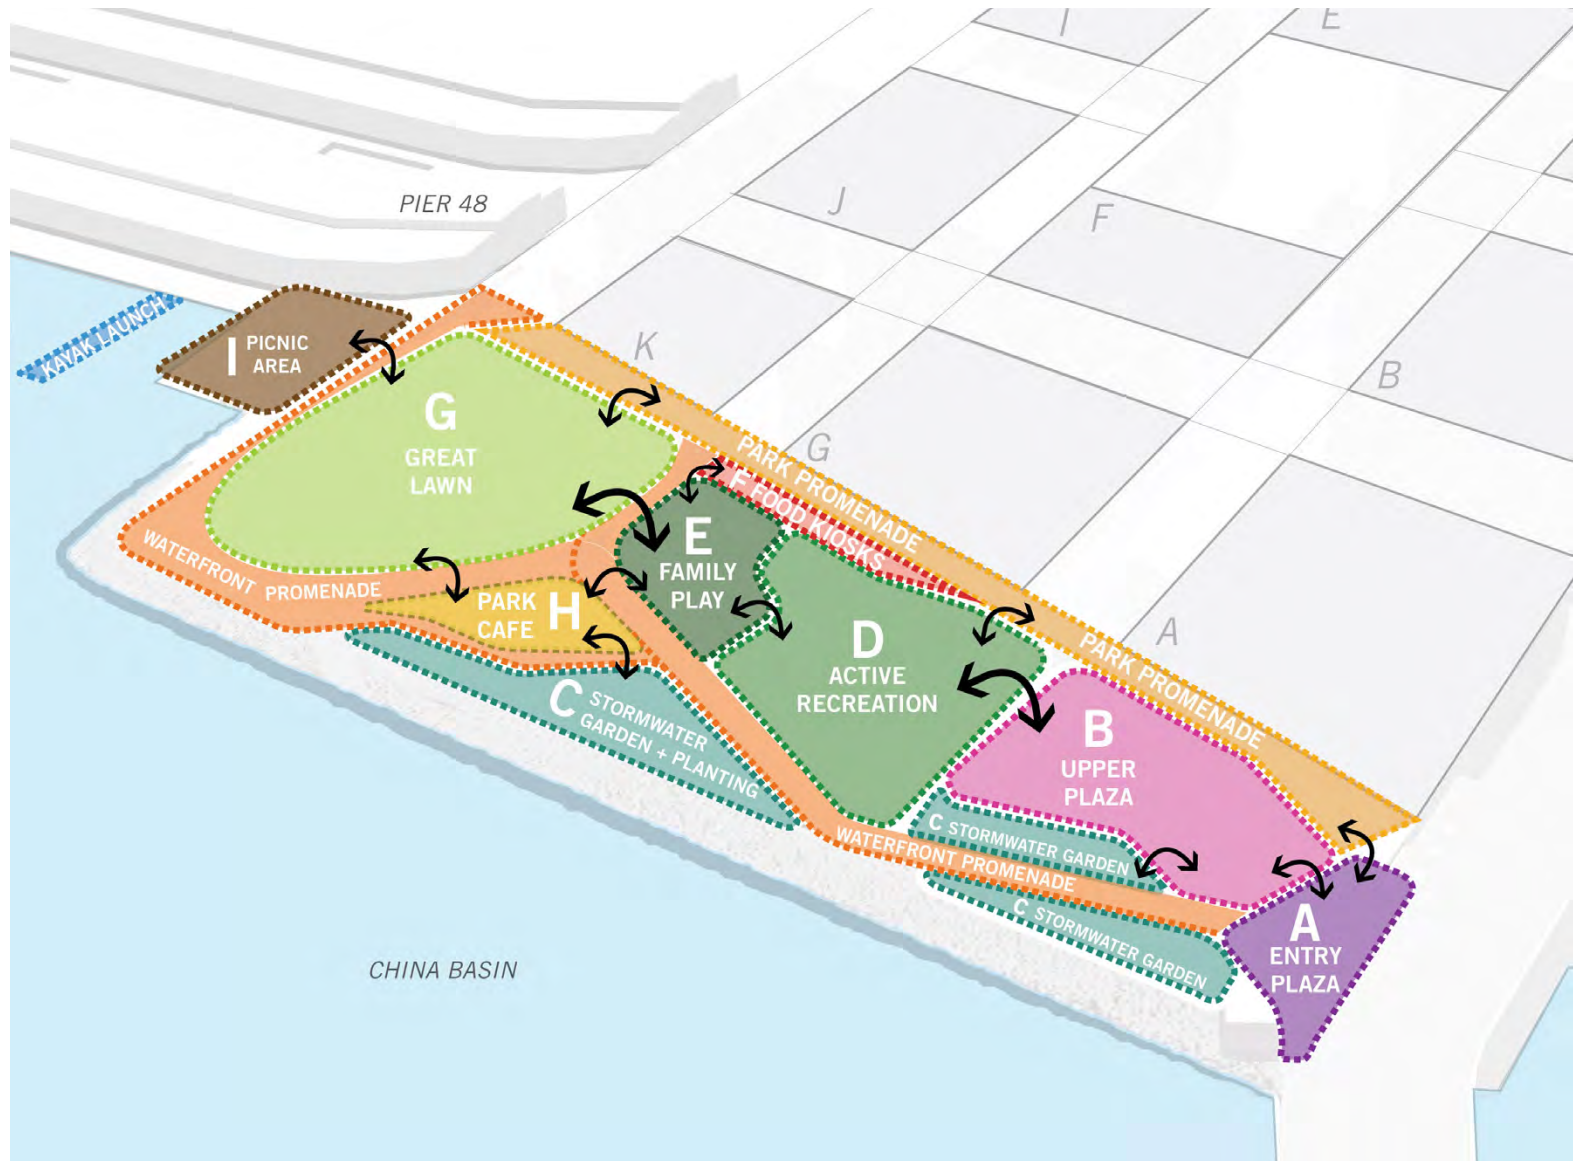 I
E
J
F
PIER 48
KAYAK LAUNCH
I PICNIC
AREA
K
B
G
GREAT
LAWN
G
PARK PROMENADE
F FOOD KIOSKS
E
FAMILY
PLAY
WATERFRONT PROMENADE
PARK
CAFE H
D
ACTIVE
RECREATION
A
PARK PROMENADE
C STORMWATER
GARDEN + PLANTING
B
UPPER
PLAZA
C STORMWATER GARDEN
WATERFRONT PROMENADE
C STORMWATER GARDEN
A
ENTRY
PLAZA
CHINA BASIN